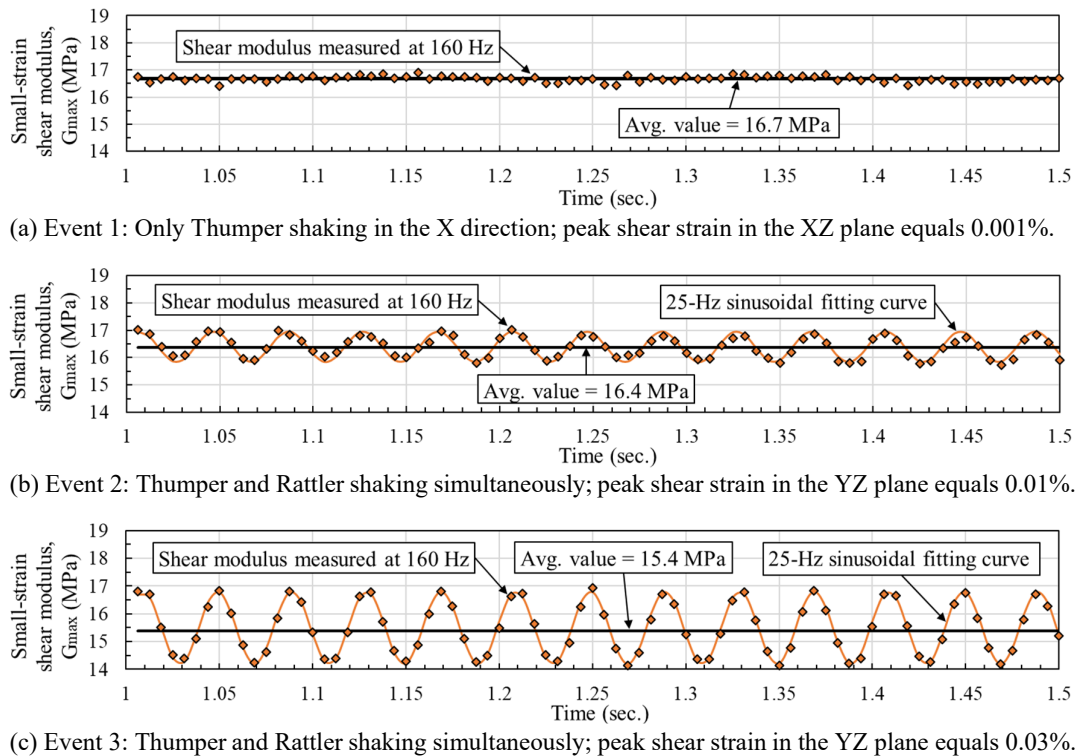 19
18
17
16
15
14
Small-strain
shear modulus,
Gmax (MPa)
Shear modulus measured at 160 Hz
Avg. value = 16.7 MPa
1 1.05 1.1 1.15 1.2 1.25 1.3 1.35 1.4 1.45 1.5
Time (sec.)
(a) Event 1: Only Thumper shaking in the X direction; peak shear strain in the XZ plane equals 0.001%.
19
18
17
16
15
14
Small-strain
shear modulus,
Gmax (MPa)
Shear modulus measured at 160 Hz
25-Hz sinusoidal fitting curve
Avg. value = 16.4 MPa
1 1.05 1.1 1.15 1.2 1.25 1.3 1.35 1.4 1.45 1.5
Time (sec.)
(b) Event 2: Thumper and Rattler shaking simultaneously; peak shear strain in the YZ plane equals 0.01%.
19
18
17
16
15
14
Small-strain
shear modulus,
Gmax (MPa)
Shear modulus measured at 160 Hz
Avg. value = 15.4 MPa
25-Hz sinusoidal fitting curve
1 1.05 1.1 1.15 1.2 1.25 1.3 1.35 1.4 1.45 1.5
Time (sec.)
(c) Event 3: Thumper and Rattler shaking simultaneously; peak shear strain in the YZ plane equals 0.03%.